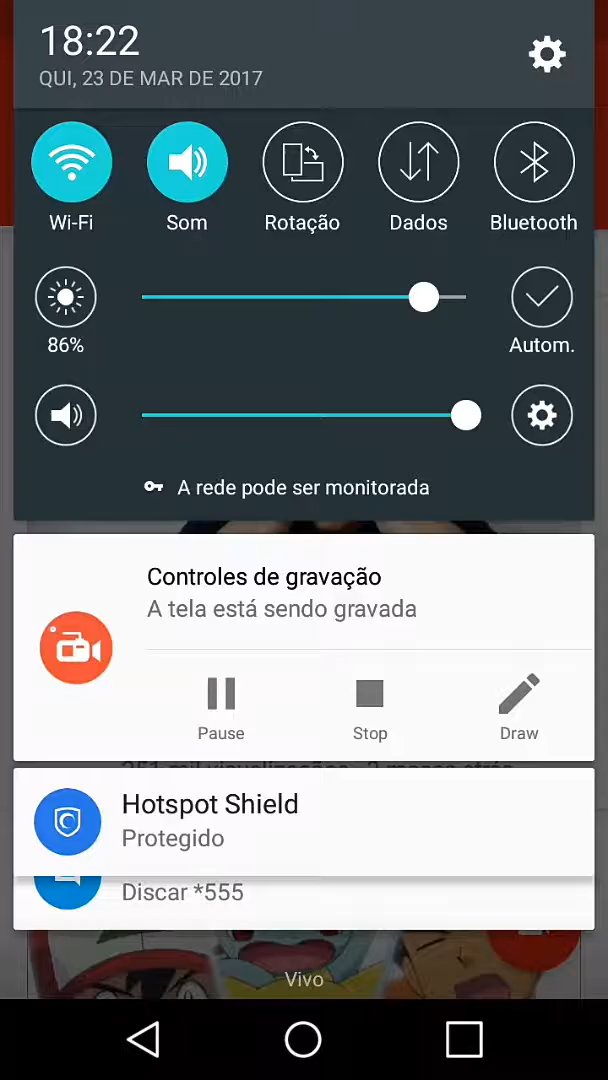 18:22
QUI, 23 DE MAR DE 2017
Wi-Fi
Som
Rotação
Dados
Bluetooth
86%
Autom.
A rede pode ser monitorada
Controles de gravação
A tela está sendo gravada
Pause
Stop
Draw
Hotspot Shield
Protegido
Discar *555
Vivo